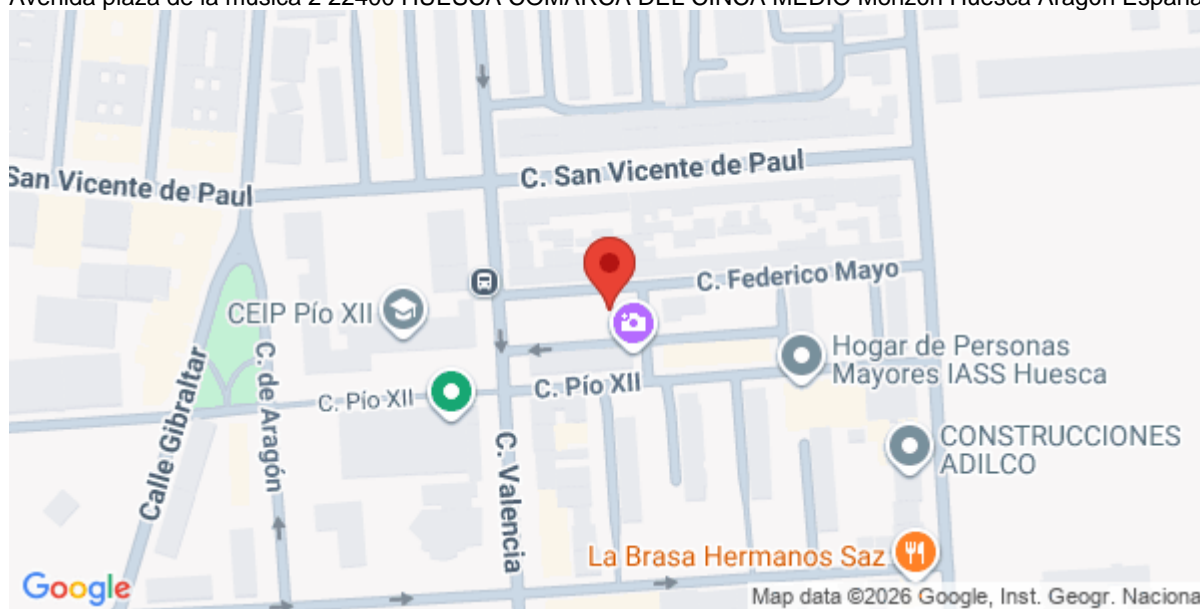 Avenida plaza de la música 2 22400 HUESCA COMARCA DEL CINCA MEDIO Monzón Huesca Aragón España
San Vicente de Paul
C. San Vicente de Paul
C. Federico Mayo
CEIP Pío XII
Hogar de Personas
Mayores IASS Huesca
C. Pío XII
C. Pío XII
Calle Gibraltar
C. de Aragón
C. Valencia
CONSTRUCCIONES
ADILCO
La Brasa Hermanos Saz
Google
Map data ©2026 Google, Inst. Geogr. Naciona